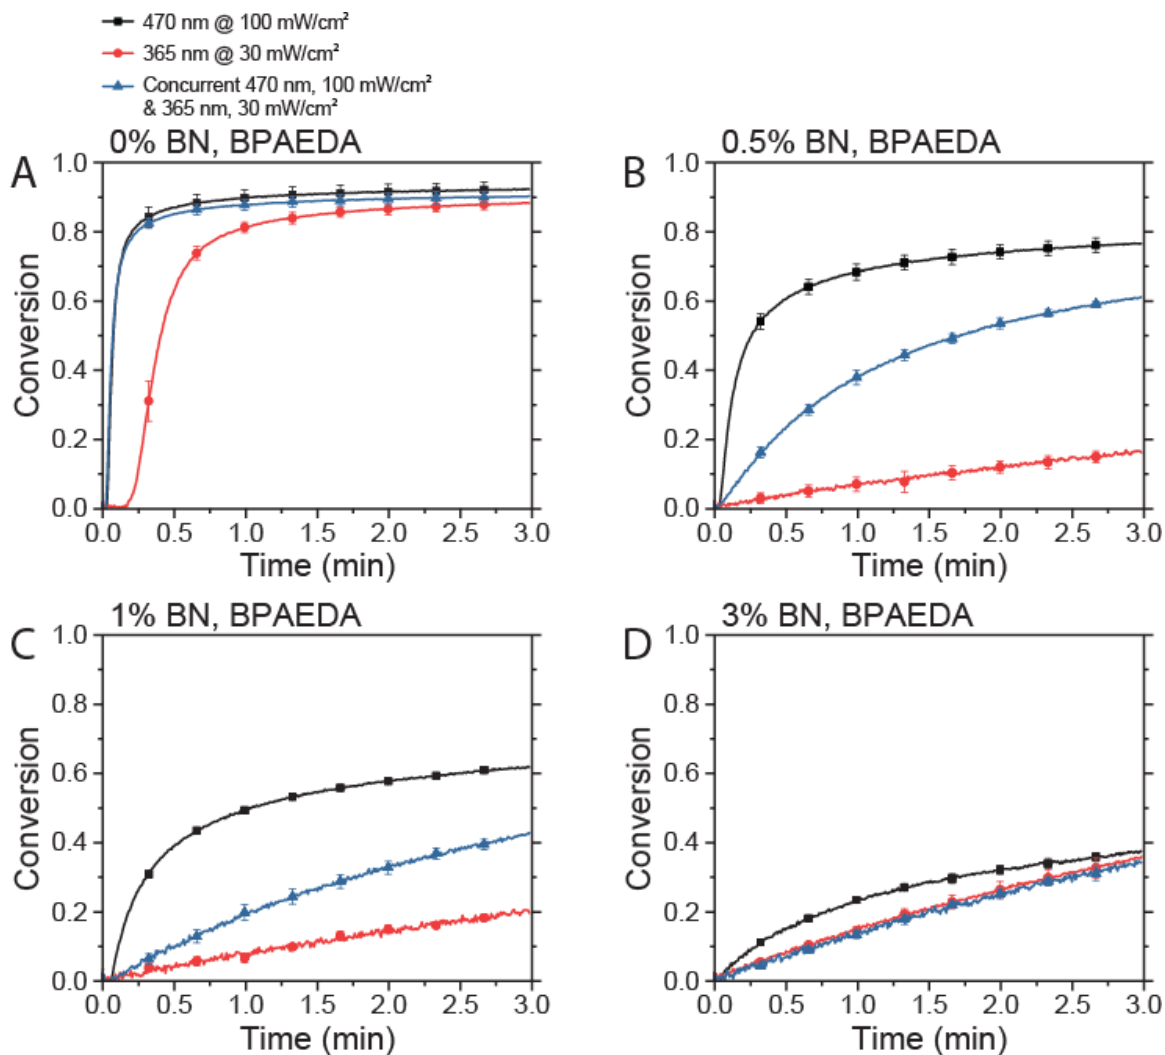 470 nm @ 100 mW/cm²
365 nm @ 30 mW/cm²
Concurrent 470 nm, 100 mW/cm²
& 365 nm, 30 mW/cm²
A
0% BN, BPAEDA
1.0
0.8
0.6
0.4
0.2
0.0
Conversion
0.0 0.5 1.0 1.5 2.0 2.5 3.0
Time (min)
B
0.5% BN, BPAEDA
1.0
0.8
0.6
0.4
0.2
0.0
Conversion
0.0 0.5 1.0 1.5 2.0 2.5 3.0
Time (min)
C
1% BN, BPAEDA
1.0
0.8
0.6
0.4
0.2
0.0
Conversion
0.0 0.5 1.0 1.5 2.0 2.5 3.0
Time (min)
D
3% BN, BPAEDA
1.0
0.8
0.6
0.4
0.2
0.0
Conversion
0.0 0.5 1.0 1.5 2.0 2.5 3.0
Time (min)